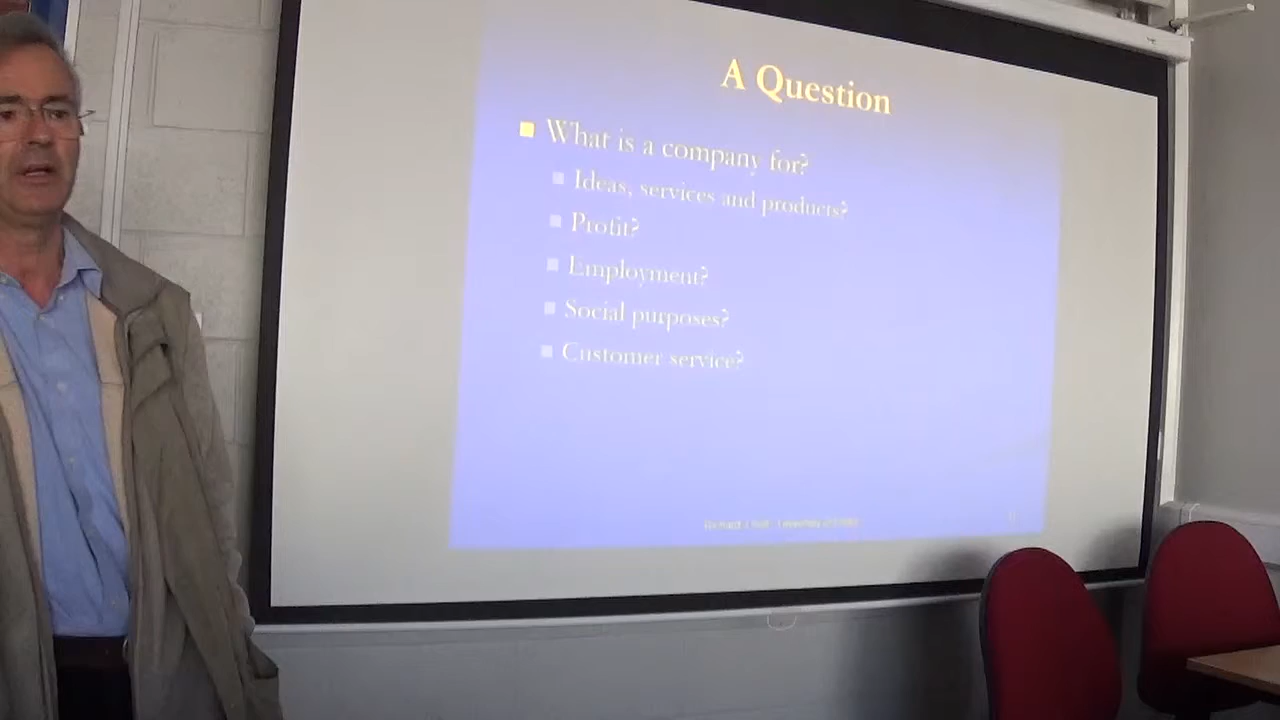 A Question
What is a company for?
Ideas, services and products?
Profit?
Employment?
Social purposes?
Customer service?